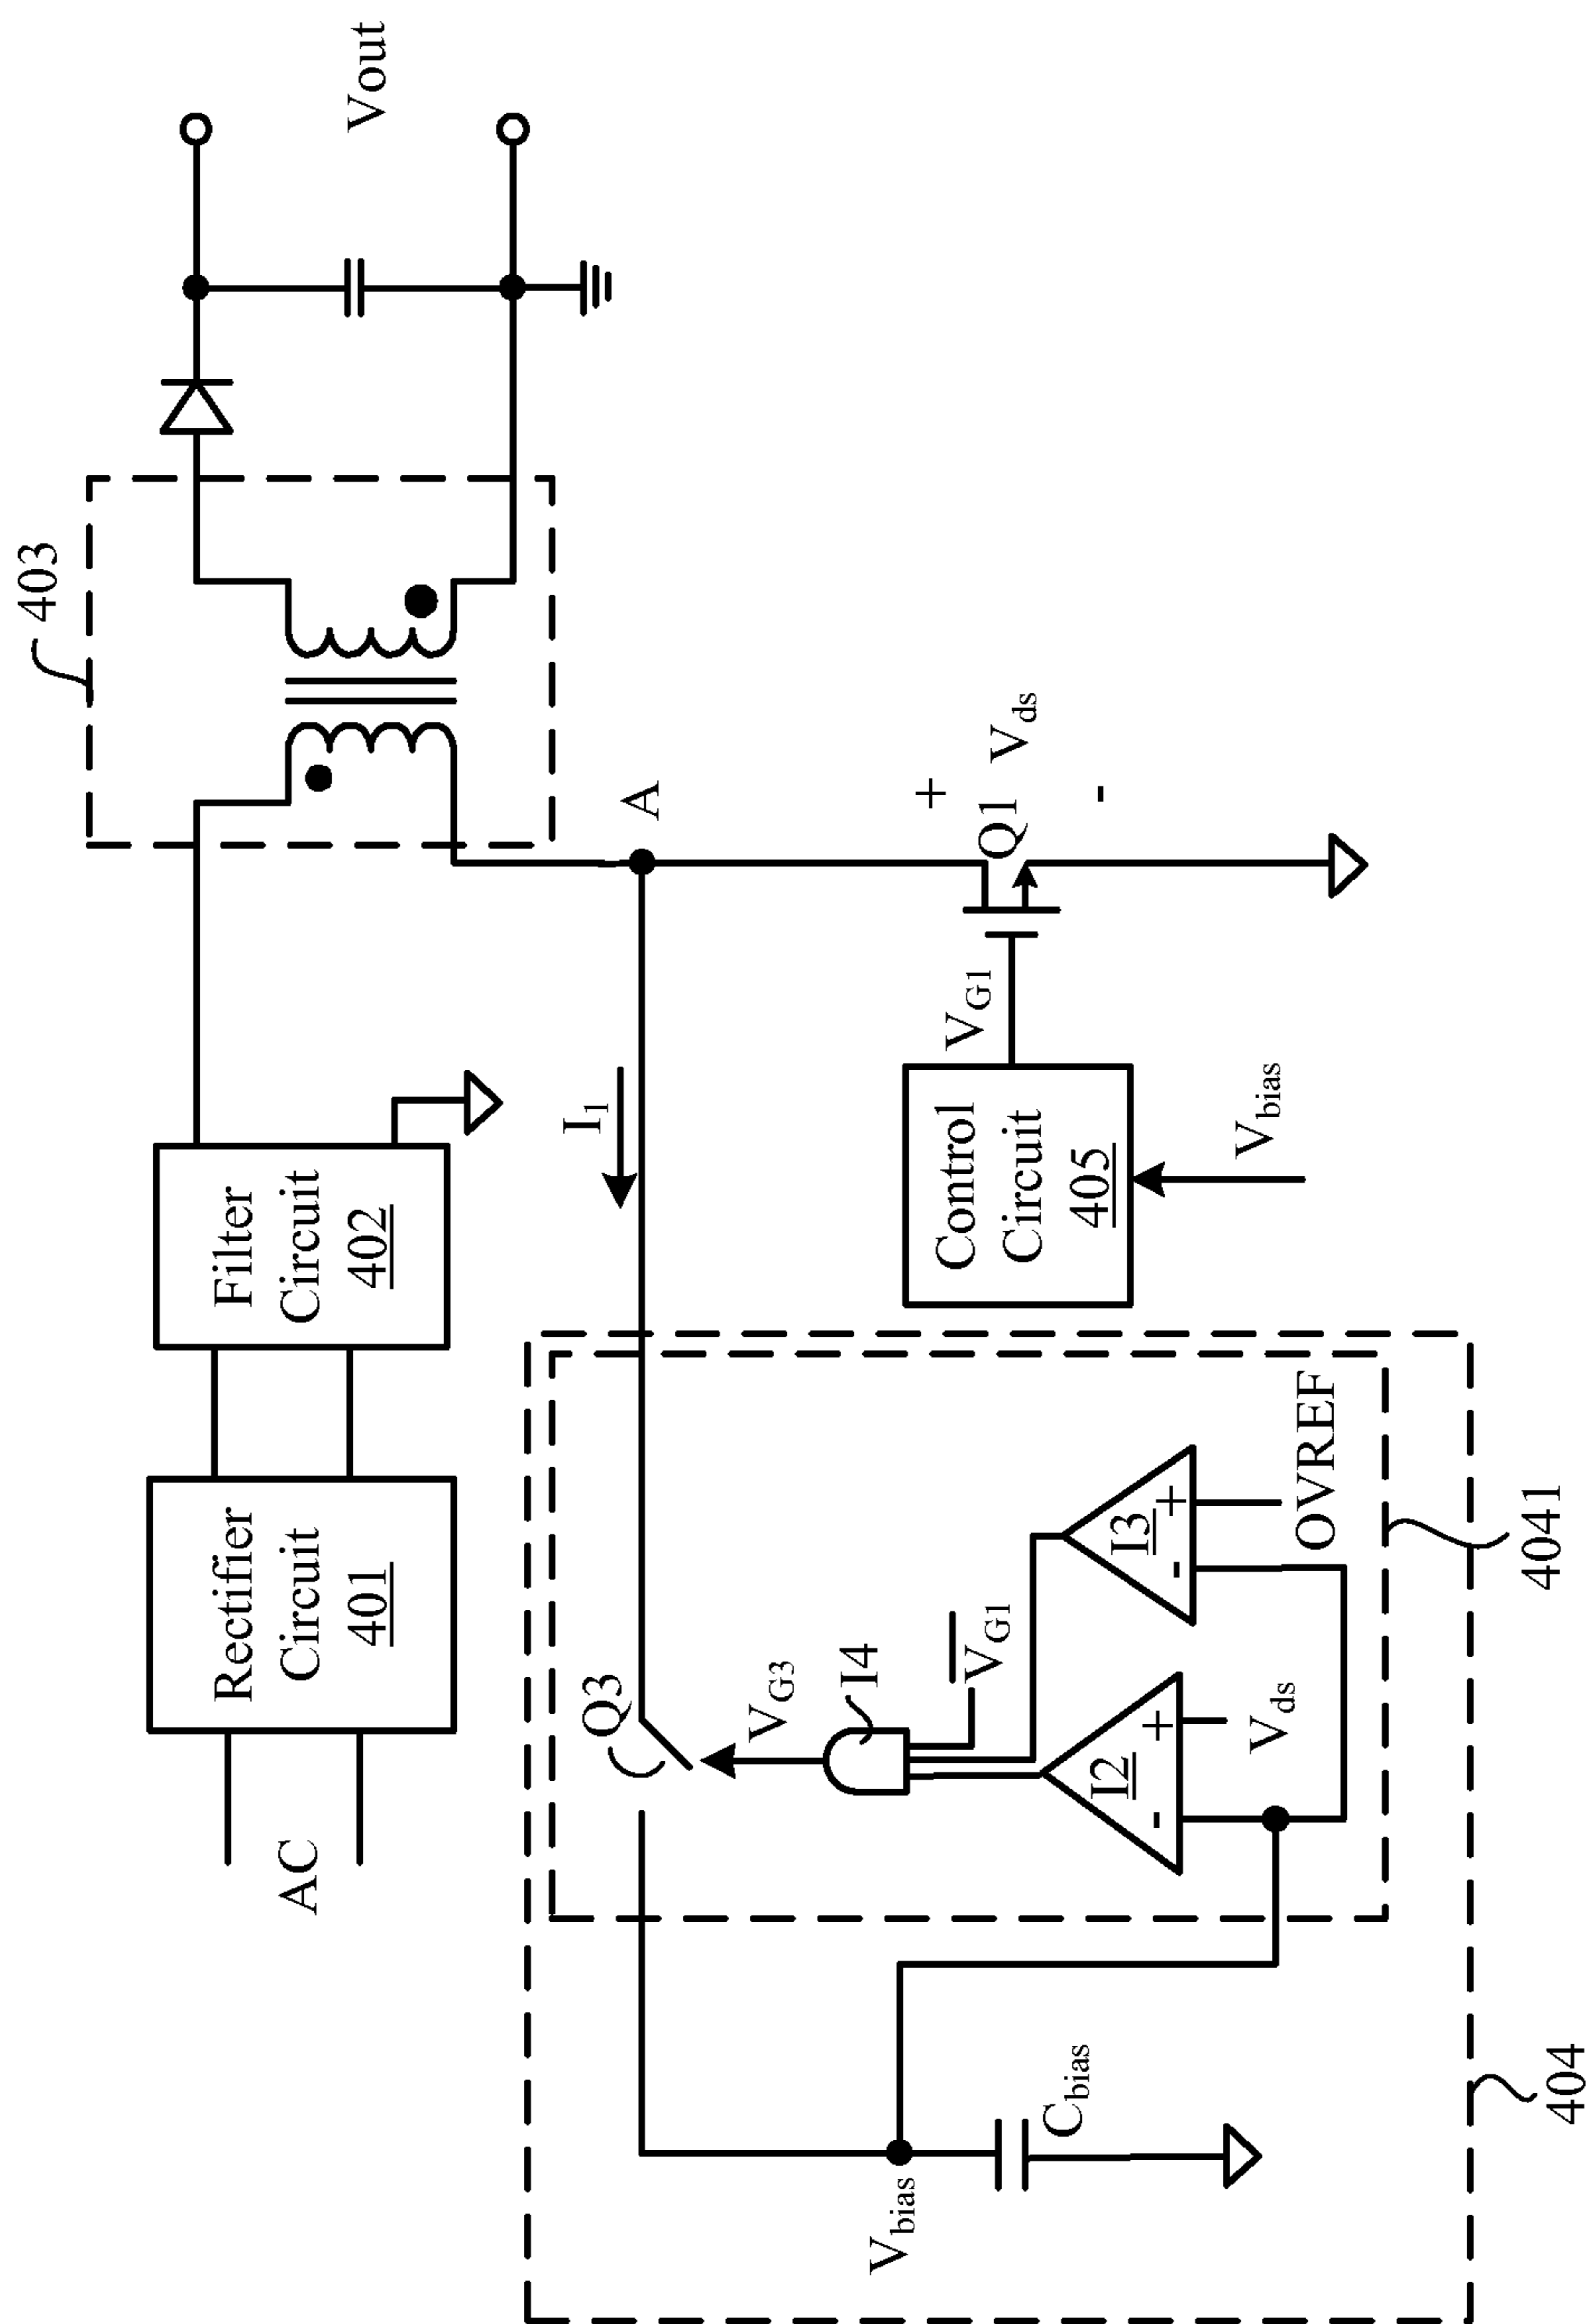 403
Vout
Rectifier
Circuit
401
Filter
Circuit
402
AC
I1
A
Q3
VG3
I4
VG1
I2
-
+
Vds
I3
-
+
OVREF
Vbias
Cbias
Control
Circuit
405
VG1
Vbias
Q1
+
Vds
-
4041
404